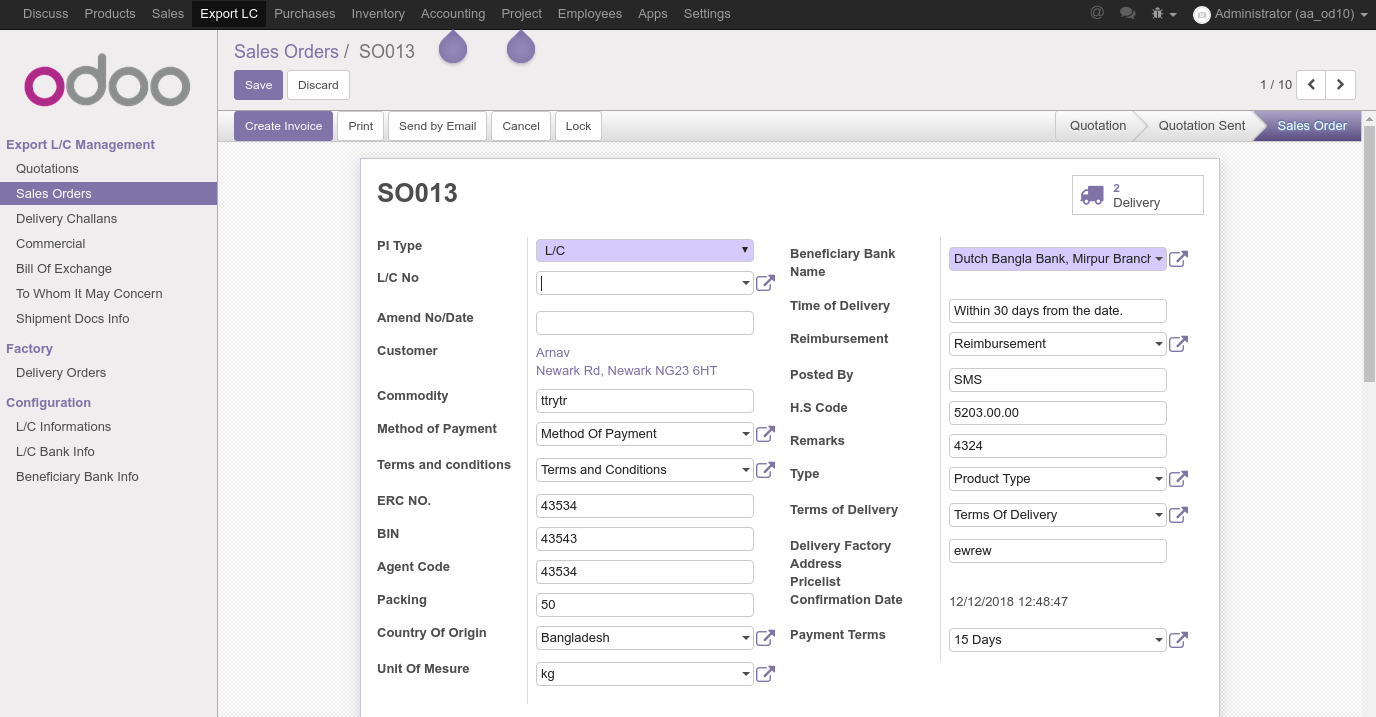 Discuss Products Sales Export LC Purchases Inventory Accounting Project Employees Apps Settings @ Administrator (aa_od10)
odoo
Export L/C Management
Quotations
Sales Orders
Delivery Challans
Commercial
Bill Of Exchange
To Whom It May Concern
Shipment Docs Info
Factory
Delivery Orders
Configuration
L/C Informations
L/C Bank Info
Beneficiary Bank Info
Sales Orders / SO013
Save Discard 1 / 10
Create Invoice Print Send by Email Cancel Lock Quotation Quotation Sent Sales Order
SO013
2
Delivery
PI Type L/C
L/C No
Amend No/Date
Customer Arnav
Newark Rd, Newark NG23 6HT
Commodity ttrytr
Method of Payment Method Of Payment
Terms and conditions Terms and Conditions
ERC NO. 43534
BIN 43543
Agent Code 43534
Packing 50
Country Of Origin Bangladesh
Unit Of Mesure kg
Beneficiary Bank Dutch Bangla Bank, Mirpur Branch
Name
Time of Delivery Within 30 days from the date.
Reimbursement Reimbursement
Posted By SMS
H.S Code 5203.00.00
Remarks 4324
Type Product Type
Terms of Delivery Terms Of Delivery
Delivery Factory ewrew
Address
Pricelist
Confirmation Date 12/12/2018 12:48:47
Payment Terms 15 Days